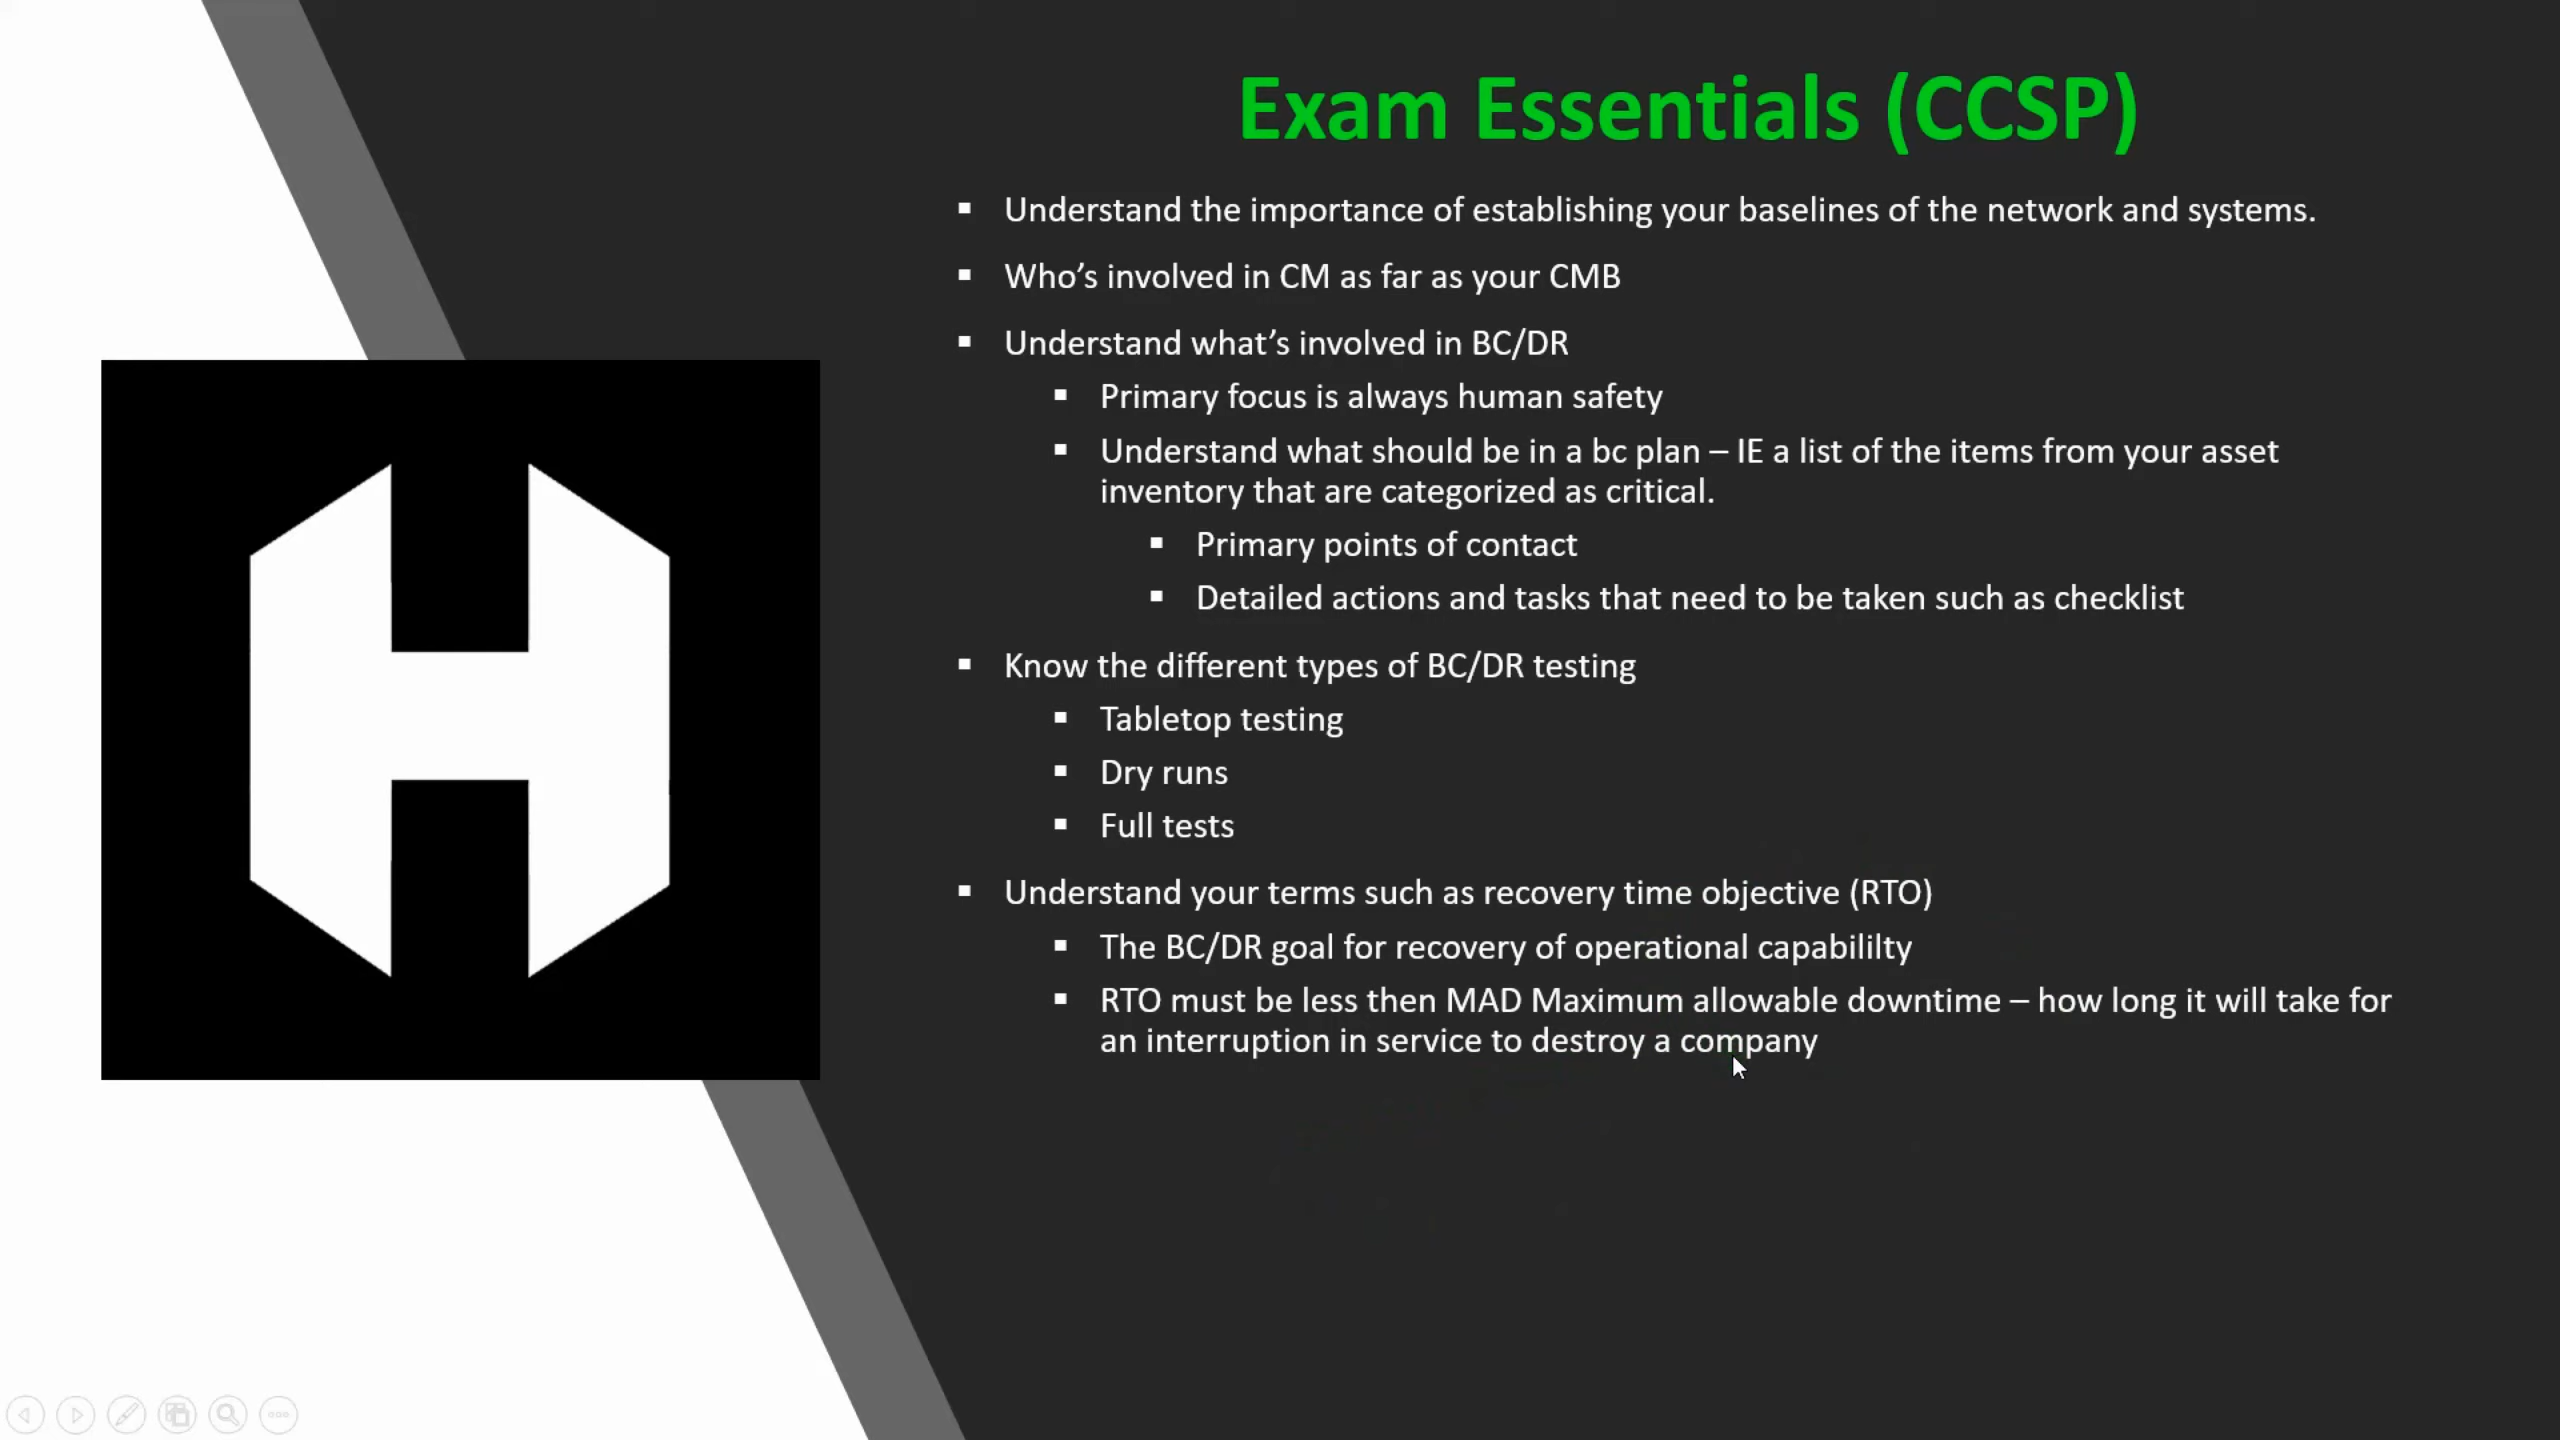 Exam Essentials (CCSP)
Understand the importance of establishing your baselines of the network and systems.
Who’s involved in CM as far as your CMB
Understand what’s involved in BC/DR
Primary focus is always human safety
Understand what should be in a bc plan – IE a list of the items from your asset
inventory that are categorized as critical.
Primary points of contact
Detailed actions and tasks that need to be taken such as checklist
Know the different types of BC/DR testing
Tabletop testing
Dry runs
Full tests
Understand your terms such as recovery time objective (RTO)
The BC/DR goal for recovery of operational capabililty
RTO must be less then MAD Maximum allowable downtime – how long it will take for
an interruption in service to destroy a company